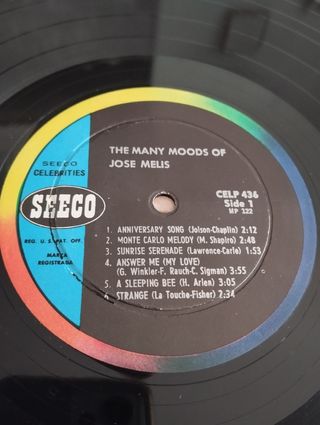 THE MANY MOODS OF
JOSE MELIS
SEECO
CELEBRITIES
SEECO
REG. U.S. PAT. OFF.
MARCA
REGISTRADA
CELP 436
Side 1
MP 122
1. ANNIVERSARY SONG (Jolson-Chaplin) 2:12
2. MONTE CARLO MELODY (M. Shapiro) 2:48
3. SUNRISE SERENADE (Lawrence-Carle) 1:53
4. ANSWER ME (MY LOVE)
(G. Winkler-F. Rauch-C. Sigman) 3:55
5. A SLEEPING BEE (H. Arlen) 3:05
6. STRANGE (La Touche-Fisher) 2:34